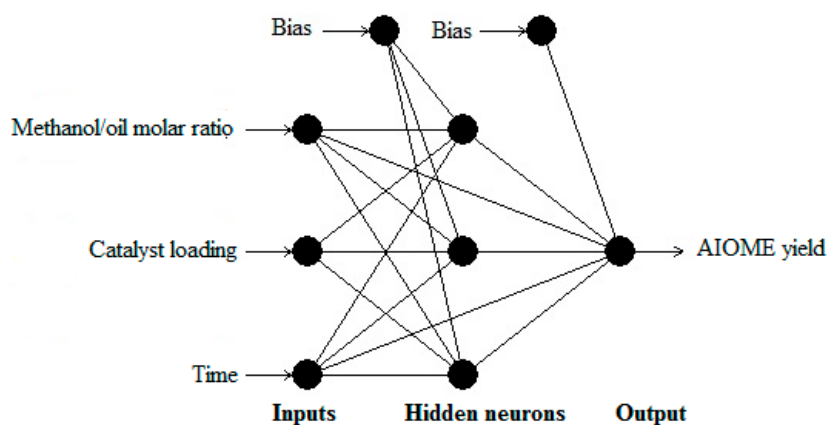 Bias
Bias
Methanol/oil molar ratio
Catalyst loading
AIOME yield
Time
Inputs
Hidden neurons
Output